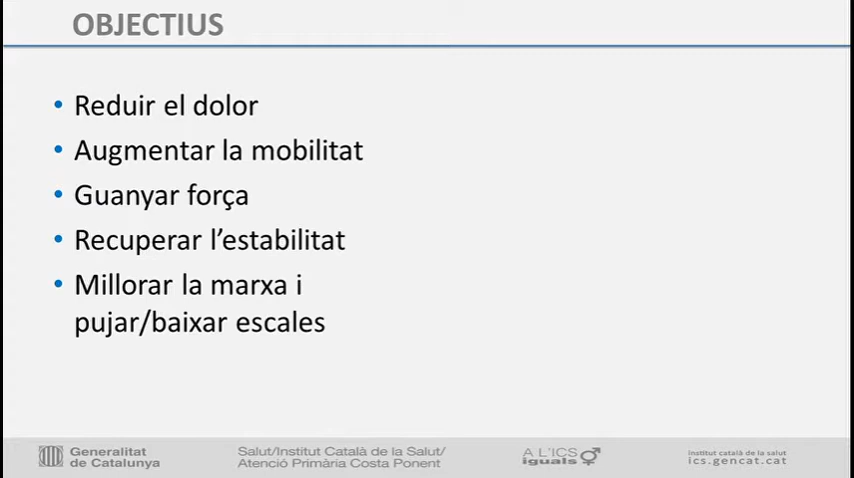 OBJECTIUS
• Reduir el dolor
• Augmentar la mobilitat
• Guanyar força
• Recuperar l’estabilitat
• Millorar la marxa i
pujar/baixar escales
Generalitat
de Catalunya
Salut/Institut Català de la Salut/
Atenció Primària Costa Ponent
A L'ICS
iguals
institut català de la salut
ics.gencat.cat